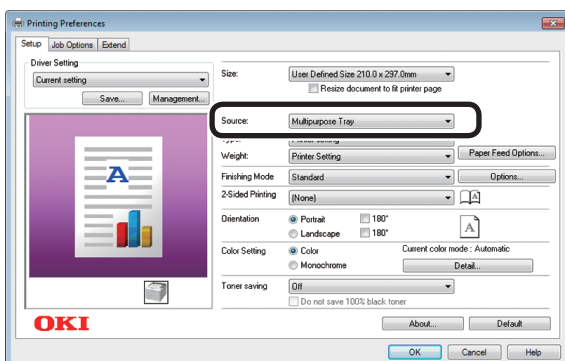 Printing Preferences
Setup Job Options Extend
Driver Setting
Current setting
Save... Management...
Size: User Defined Size 210.0 x 297.0mm
Resize document to fit printer page
Source: Multipurpose Tray
Weight: Printer Setting Paper Feed Options...
Finishing Mode Standard Options...
2-Sided Printing (None)
Orientation Portrait 180°
Landscape 180°
Color Setting Color Current color mode : Automatic
Monochrome Detail...
Toner saving Off
Do not save 100% black toner
A
A
A
OKI
About... Default
OK Cancel Help